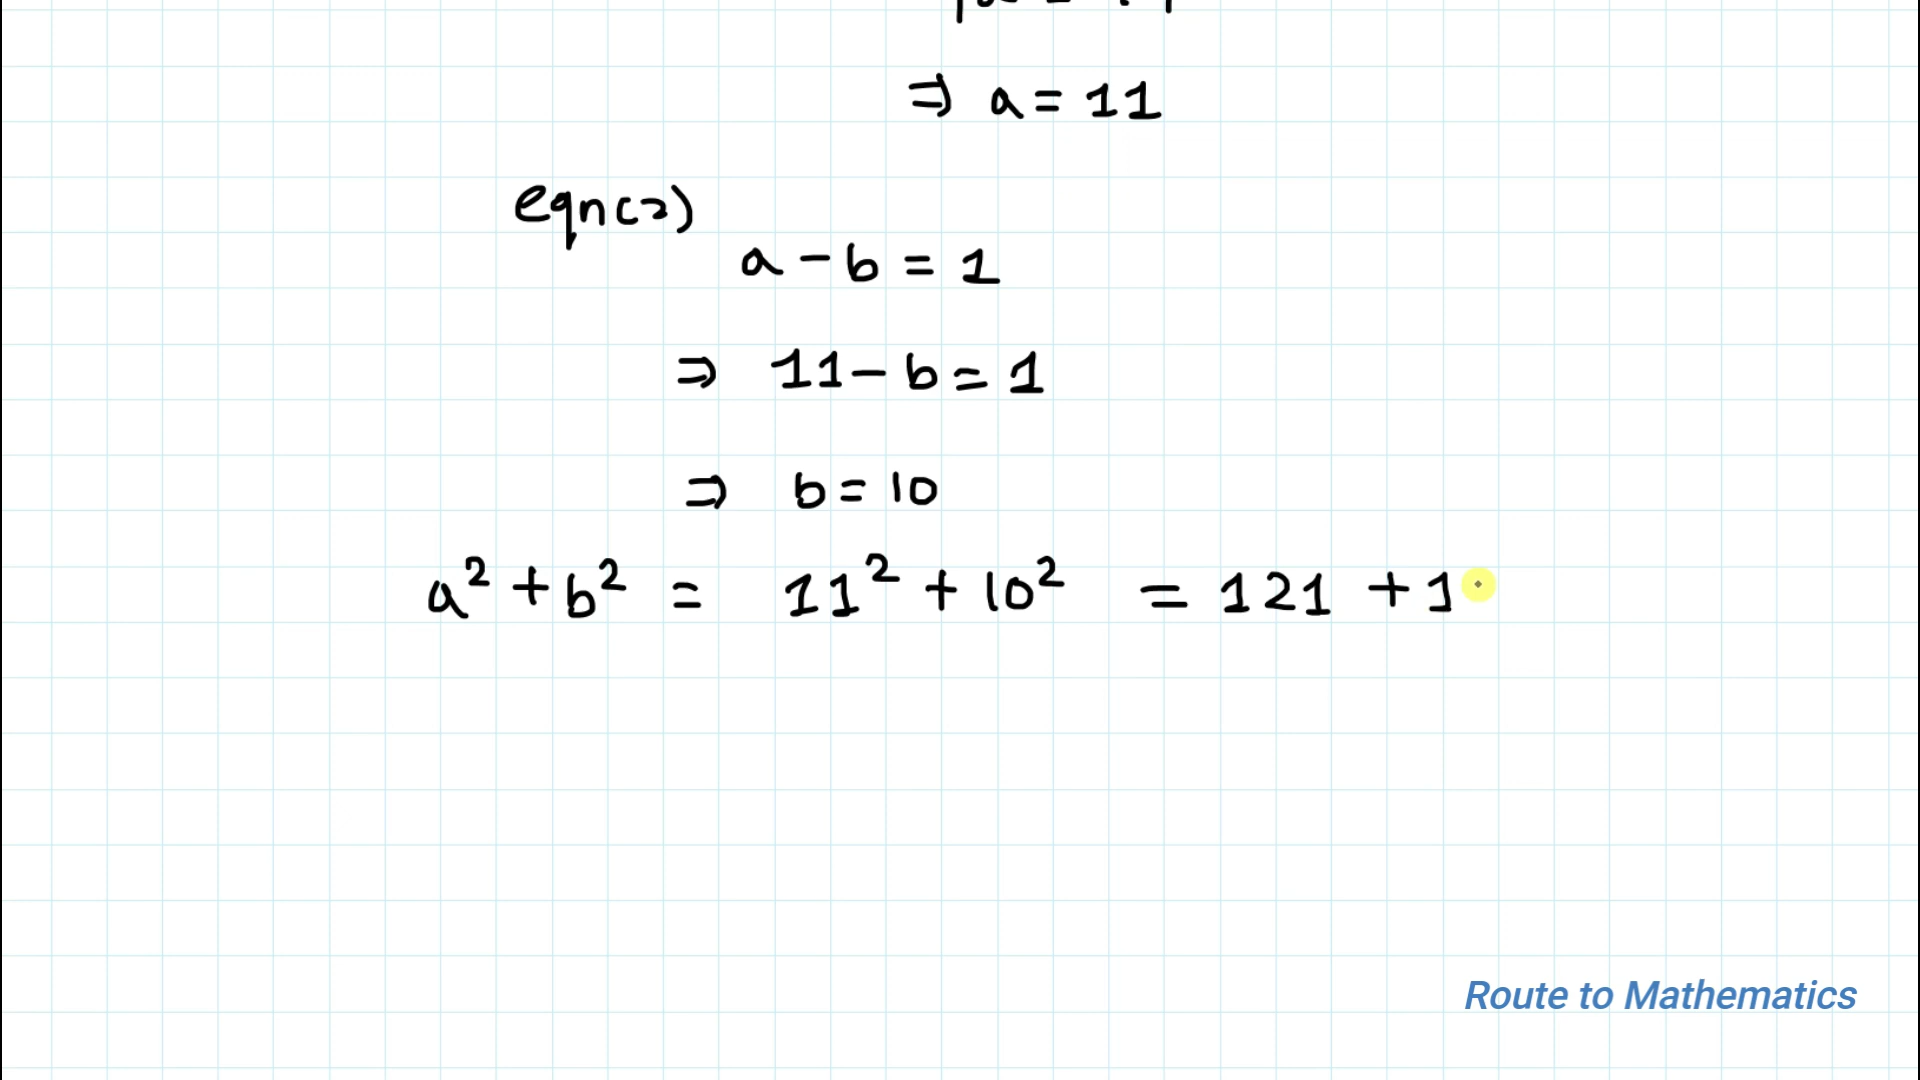 ⇒ a = 11
eqn(2)
a - b = 1
⇒ 11 - b = 1
⇒ b = 10
a² + b² = 11² + 10² = 121 + 1
Route to Mathematics